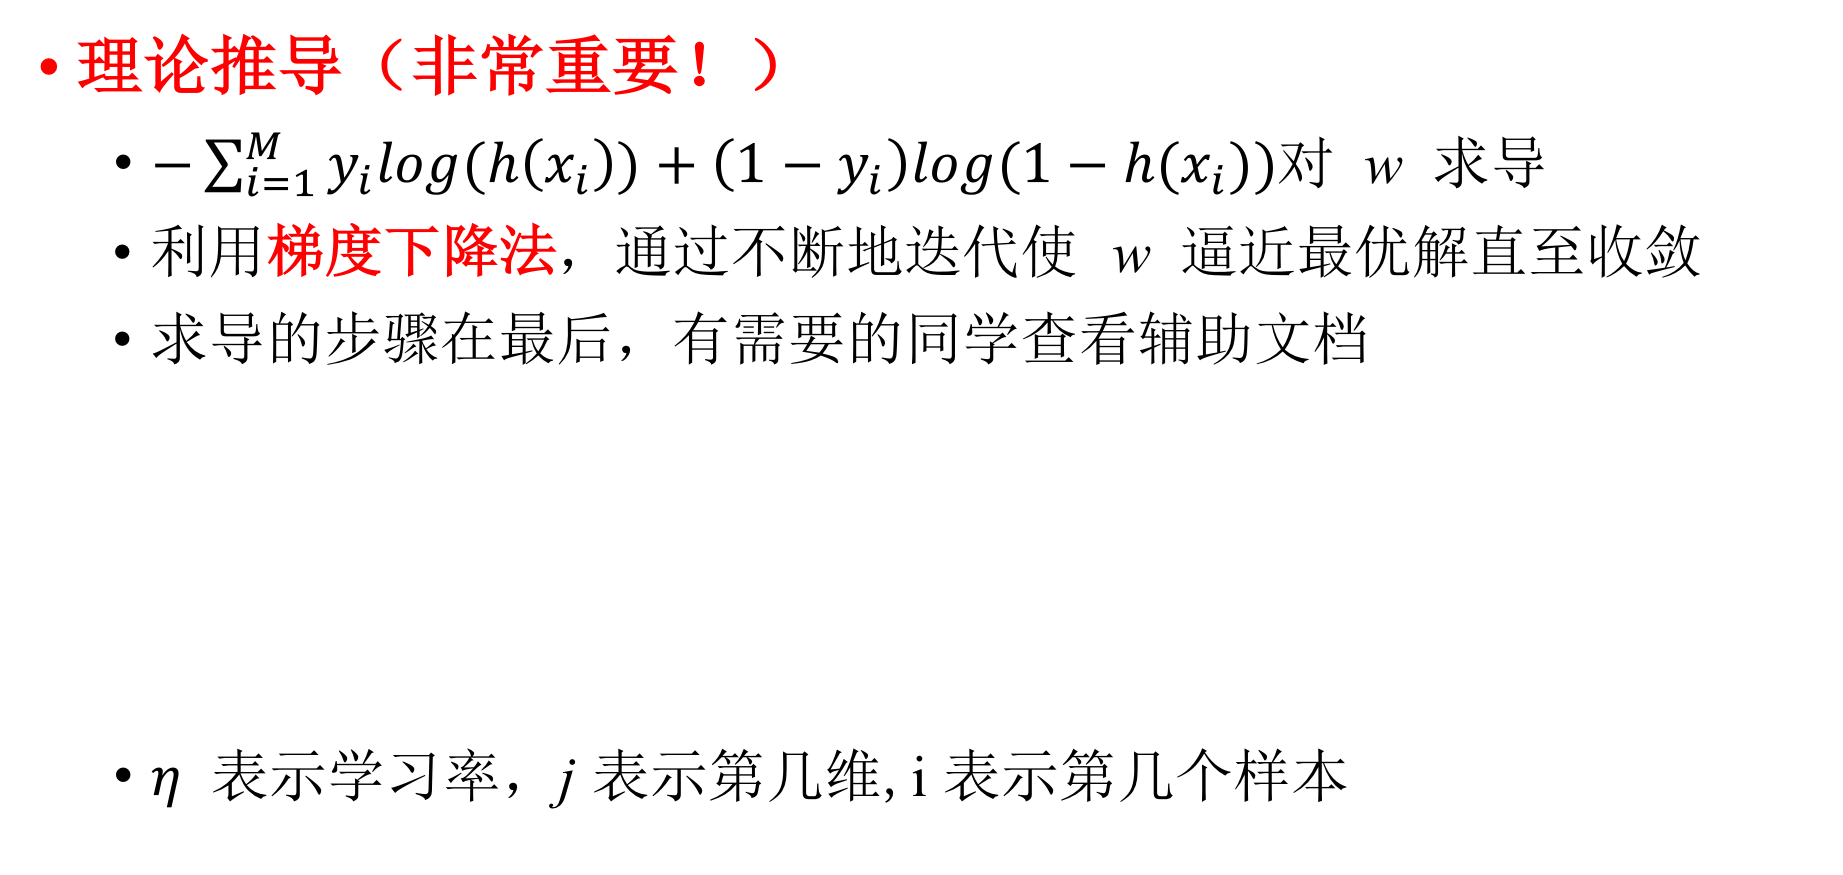 • 理论推导（非常重要！）
• −∑_{i=1}^{M} y_i log(h(x_i)) + (1 − y_i)log(1 − h(x_i))对 w 求导
• 利用梯度下降法，通过不断地迭代使 w 逼近最优解直至收敛
• 求导的步骤在最后，有需要的同学查看辅助文档
• η 表示学习率，j 表示第几维, i 表示第几个样本